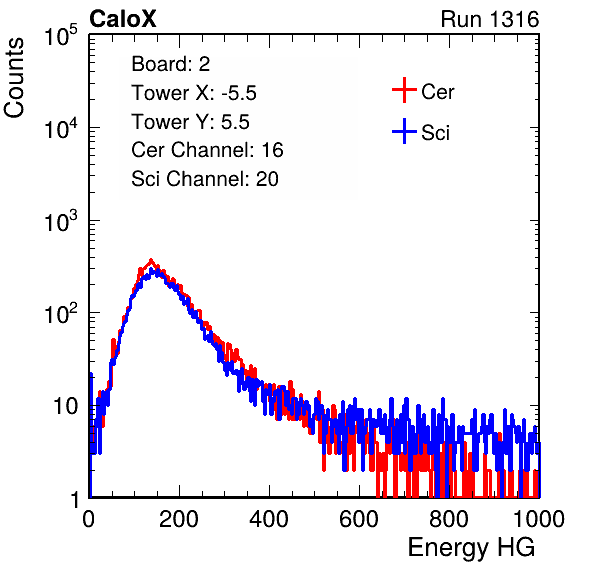 CaloX Run 1316
Counts
10^5
10^4
10^3
10^2
10
1
Board: 2
Tower X: -5.5
Tower Y: 5.5
Cer Channel: 16
Sci Channel: 20
Cer
Sci
0 200 400 600 800 1000
Energy HG